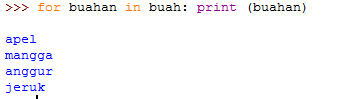 >>> for buahan in buah: print (buahan)
apel
mangga
anggur
jeruk